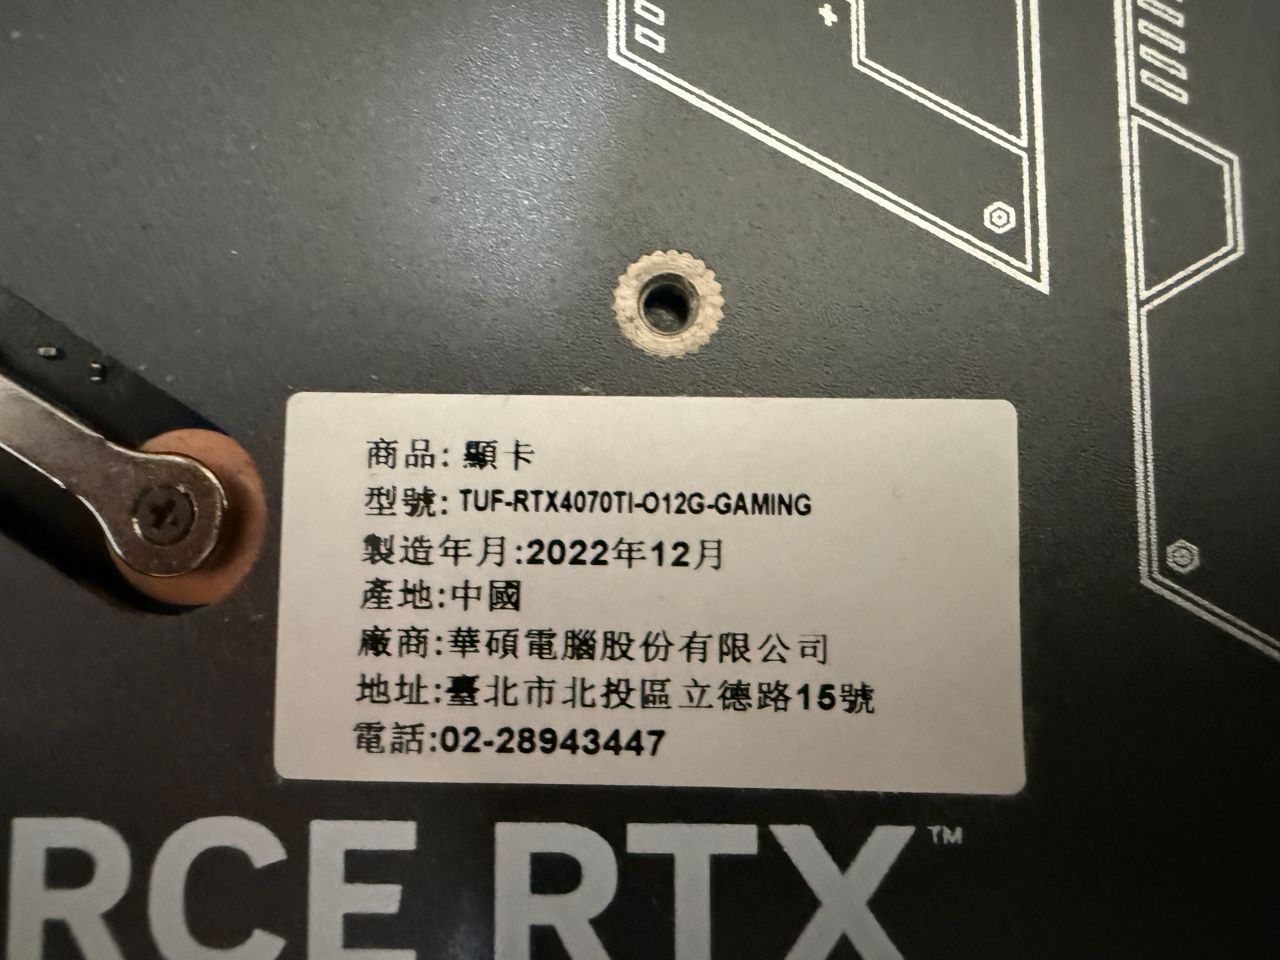 商品: 顯卡
型號: TUF-RTX4070TI-O12G-GAMING
製造年月:2022年12月
產地:中國
廠商:華碩電腦股份有限公司
地址:臺北市北投區立德路15號
電話:02-28943447
RCE RTX™